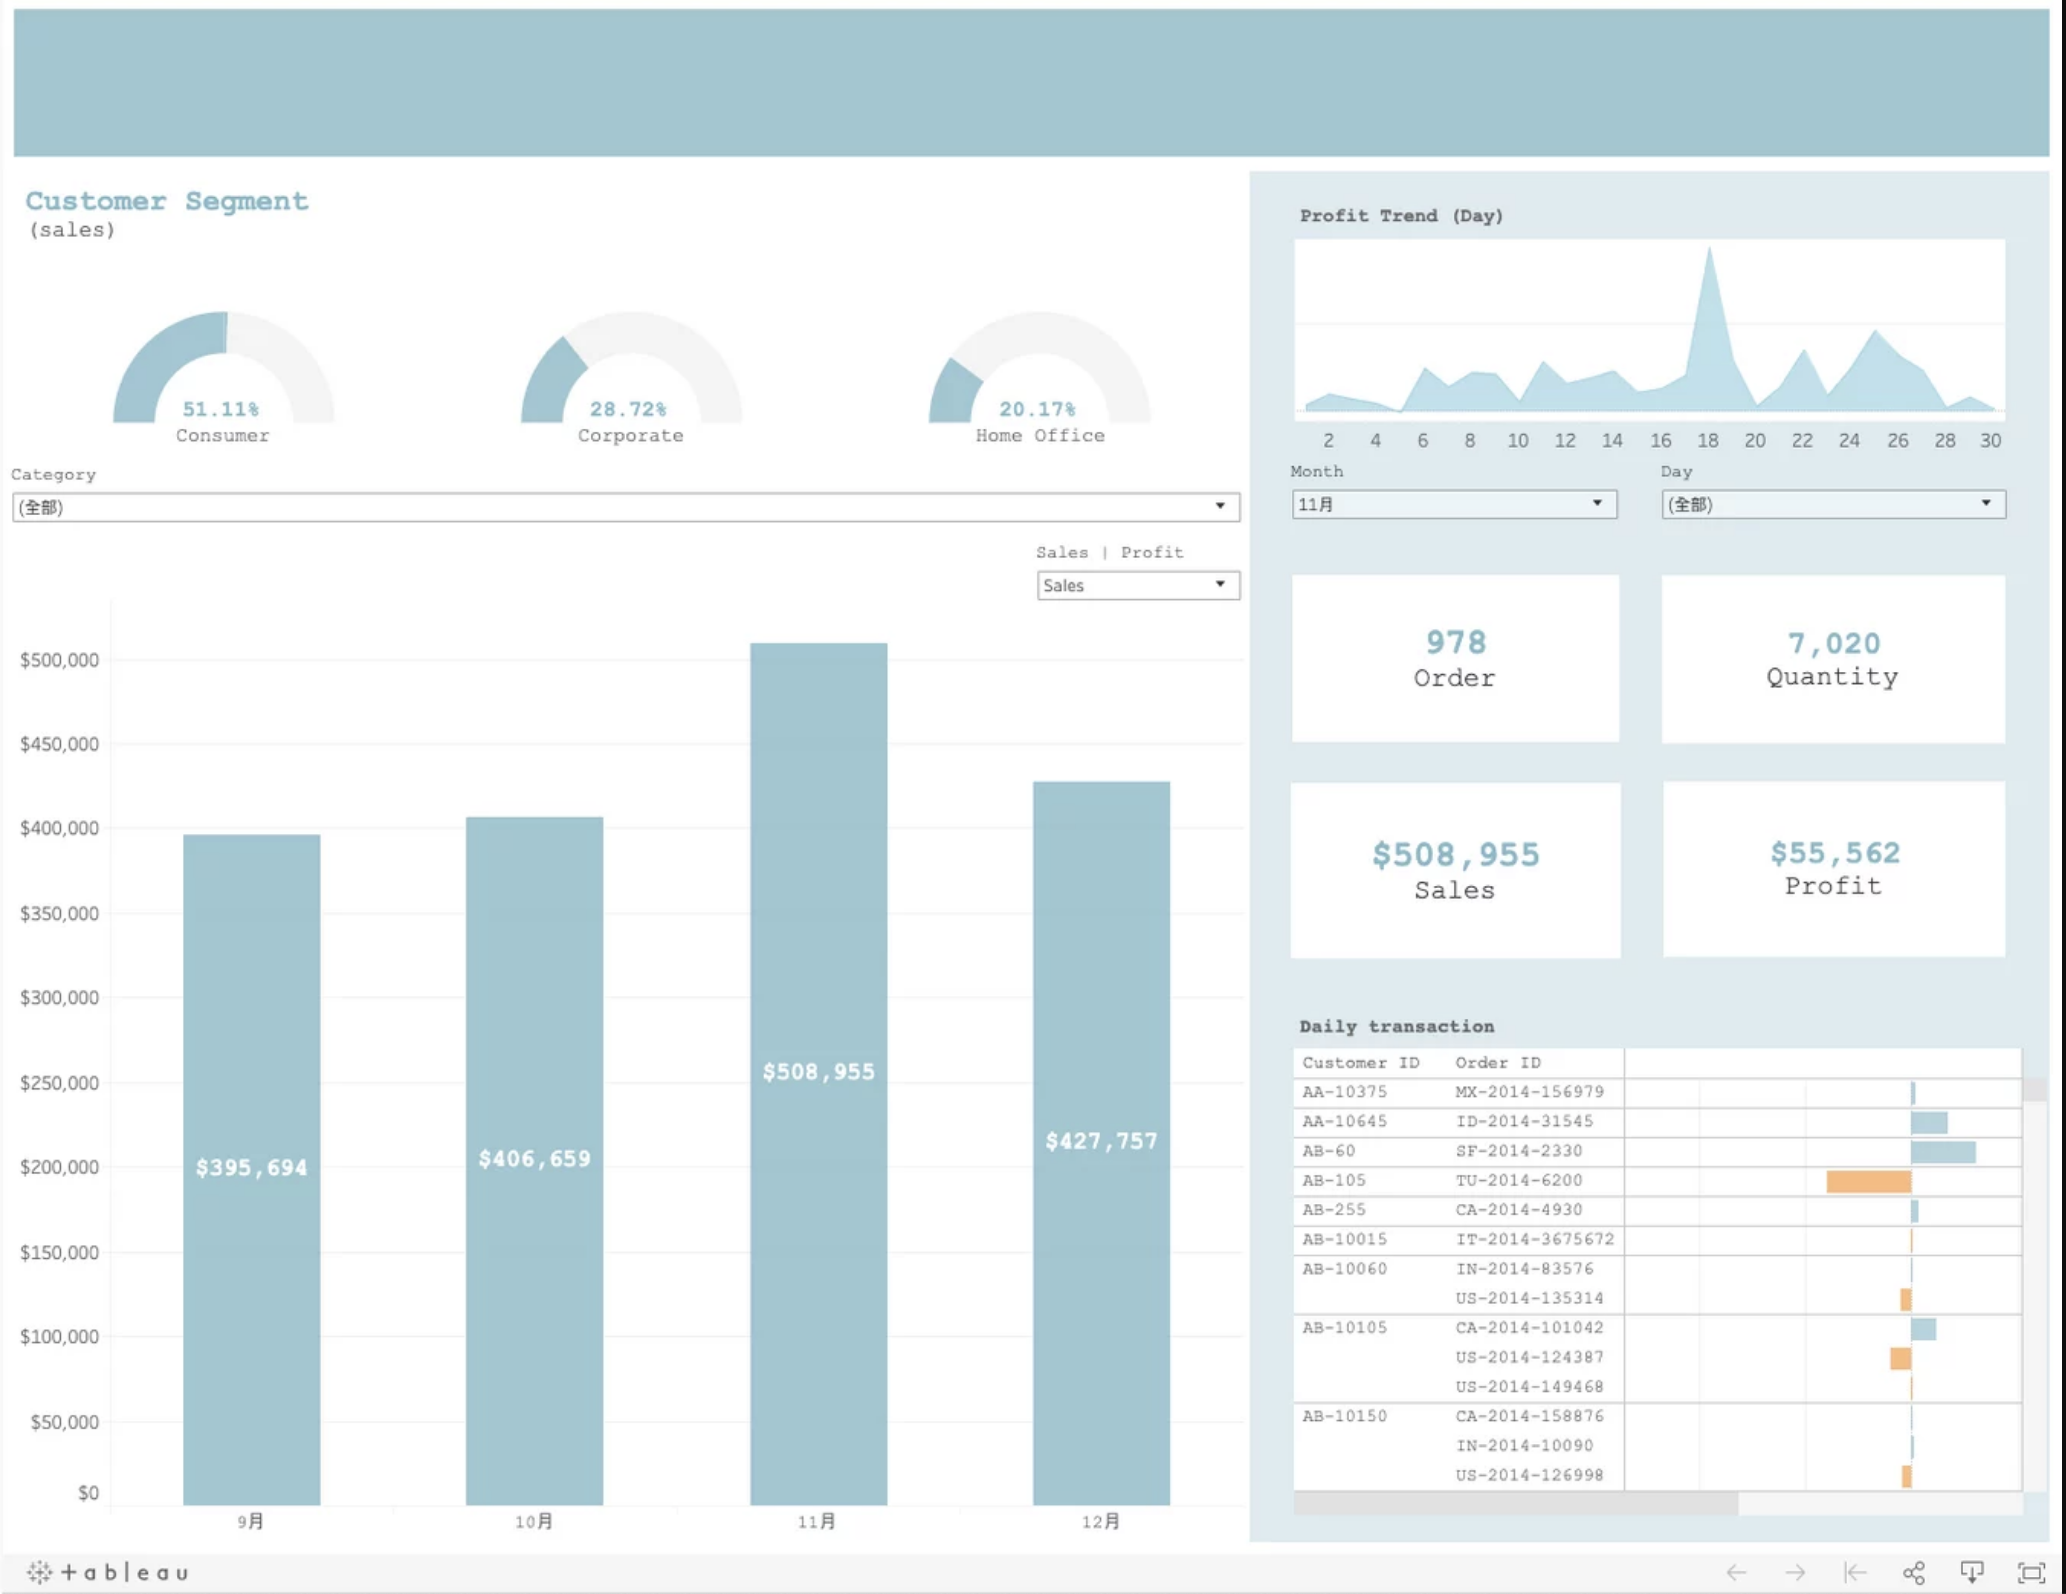 Customer Segment
(sales)
51.11%
Consumer
28.72%
Corporate
20.17%
Home Office
Category
(全部)
Sales | Profit
Sales
$500,000
$450,000
$400,000
$350,000
$300,000
$250,000
$200,000
$150,000
$100,000
$50,000
$0
$395,694
$406,659
$508,955
$427,757
9月
10月
11月
12月
Profit Trend (Day)
2 4 6 8 10 12 14 16 18 20 22 24 26 28 30
Month
11月
Day
(全部)
978
Order
7,020
Quantity
$508,955
Sales
$55,562
Profit
Daily transaction
Customer ID Order ID
AA-10375 MX-2014-156979
AA-10645 ID-2014-31545
AB-60 SF-2014-2330
AB-105 TU-2014-6200
AB-255 CA-2014-4930
AB-10015 IT-2014-3675672
AB-10060 IN-2014-83576
US-2014-135314
AB-10105 CA-2014-101042
US-2014-124387
US-2014-149468
AB-10150 CA-2014-158876
IN-2014-10090
US-2014-126998
+ableau